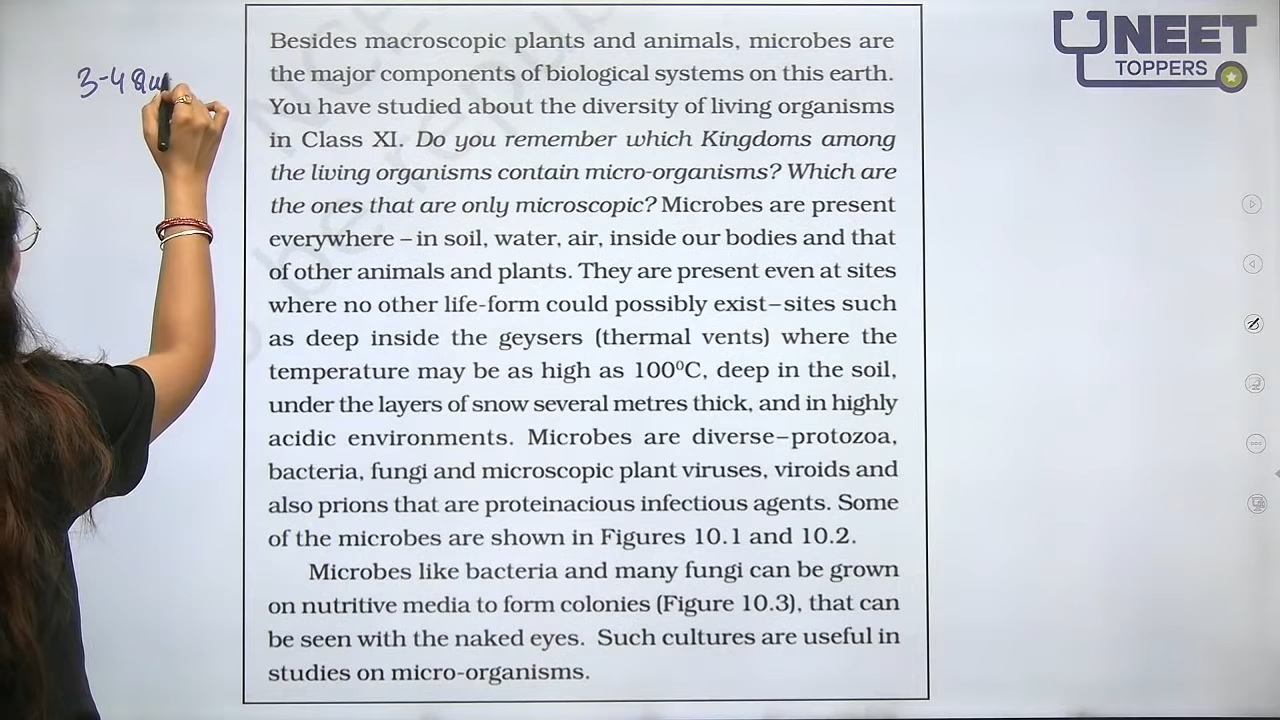 3-4 Qu
NEET
TOPPERS
Besides macroscopic plants and animals, microbes are
the major components of biological systems on this earth.
You have studied about the diversity of living organisms
in Class XI. Do you remember which Kingdoms among
the living organisms contain micro-organisms? Which are
the ones that are only microscopic? Microbes are present
everywhere – in soil, water, air, inside our bodies and that
of other animals and plants. They are present even at sites
where no other life-form could possibly exist–sites such
as deep inside the geysers (thermal vents) where the
temperature may be as high as 100⁰C, deep in the soil,
under the layers of snow several metres thick, and in highly
acidic environments. Microbes are diverse–protozoa,
bacteria, fungi and microscopic plant viruses, viroids and
also prions that are proteinacious infectious agents. Some
of the microbes are shown in Figures 10.1 and 10.2.
Microbes like bacteria and many fungi can be grown
on nutritive media to form colonies (Figure 10.3), that can
be seen with the naked eyes. Such cultures are useful in
studies on micro-organisms.